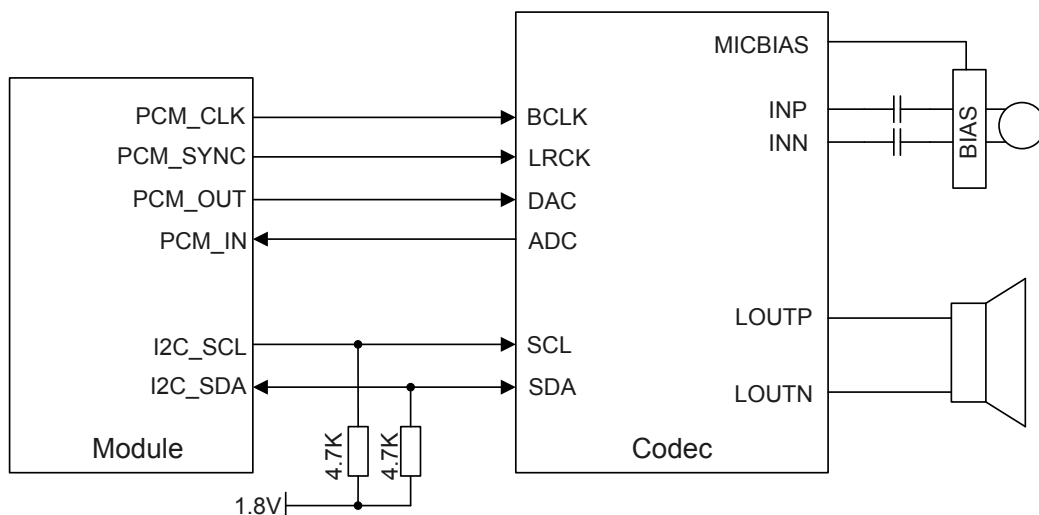 MICBIAS
PCM_CLK
BCLK
INP
PCM_SYNC
LRCK
INN
BIAS
PCM_OUT
DAC
PCM_IN
ADC
LOUTP
I2C_SCL
SCL
I2C_SDA
SDA
LOUTN
Module
4.7K
4.7K
Codec
1.8V